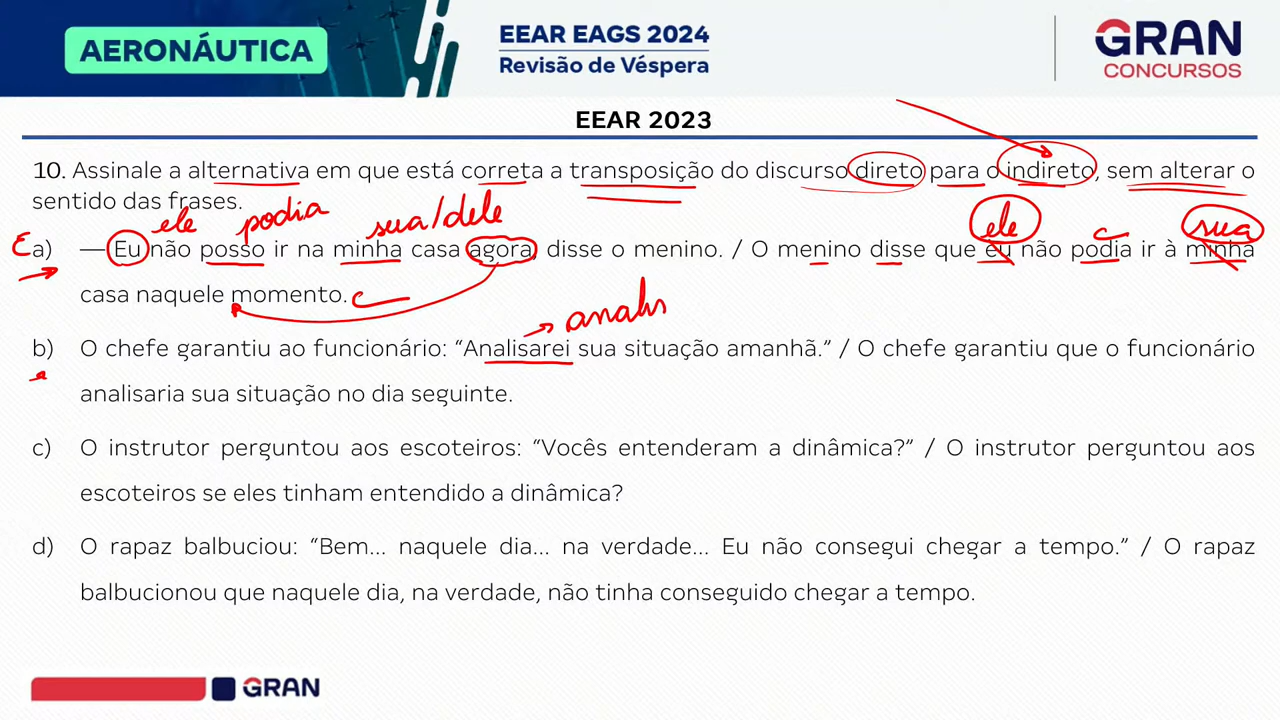 AERONÁUTICA
EEAR EAGS 2024
Revisão de Véspera
GRAN
CONCURSOS
EEAR 2023
10. Assinale a alternativa em que está correta a transposição do discurso direto para o indireto, sem alterar o
sentido das frases.
ele podia sua/dele ele sua
a) — Eu não posso ir na minha casa agora, disse o menino. / O menino disse que eu não podia ir à minha
casa naquele momento.
b) O chefe garantiu ao funcionário: “Analisarei sua situação amanhã.” / O chefe garantiu que o funcionário
analisaria sua situação no dia seguinte.
c) O instrutor perguntou aos escoteiros: “Vocês entenderam a dinâmica?” / O instrutor perguntou aos
escoteiros se eles tinham entendido a dinâmica?
d) O rapaz balbuciou: “Bem... naquele dia... na verdade... Eu não consegui chegar a tempo.” / O rapaz
balbucionou que naquele dia, na verdade, não tinha conseguido chegar a tempo.
GRAN